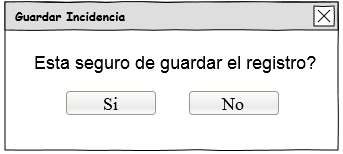 Guardar Incidencia
Esta seguro de guardar el registro?
Si No